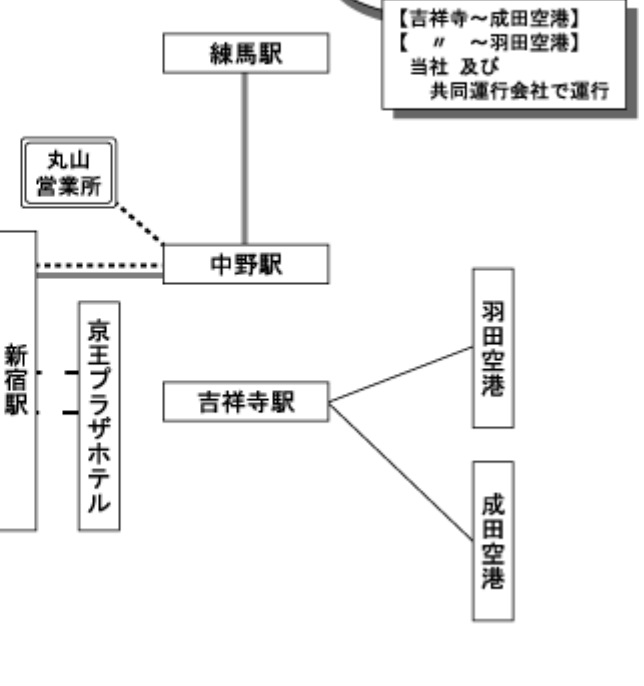 【吉祥寺～成田空港】
【　〃　～羽田空港】
当社 及び
共同運行会社で運行
練馬駅
丸山
営業所
中野駅
新宿駅
京王プラザホテル
吉祥寺駅
羽田空港
成田空港